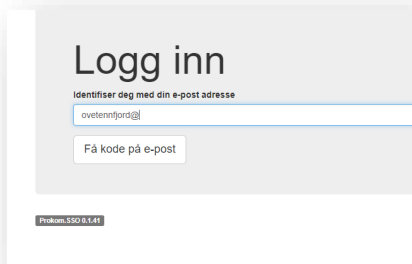 Logg inn
Identifiser deg med din e-post adresse
ovetennfjord@
Få kode på e-post
Prokom.SSO 0.1.41